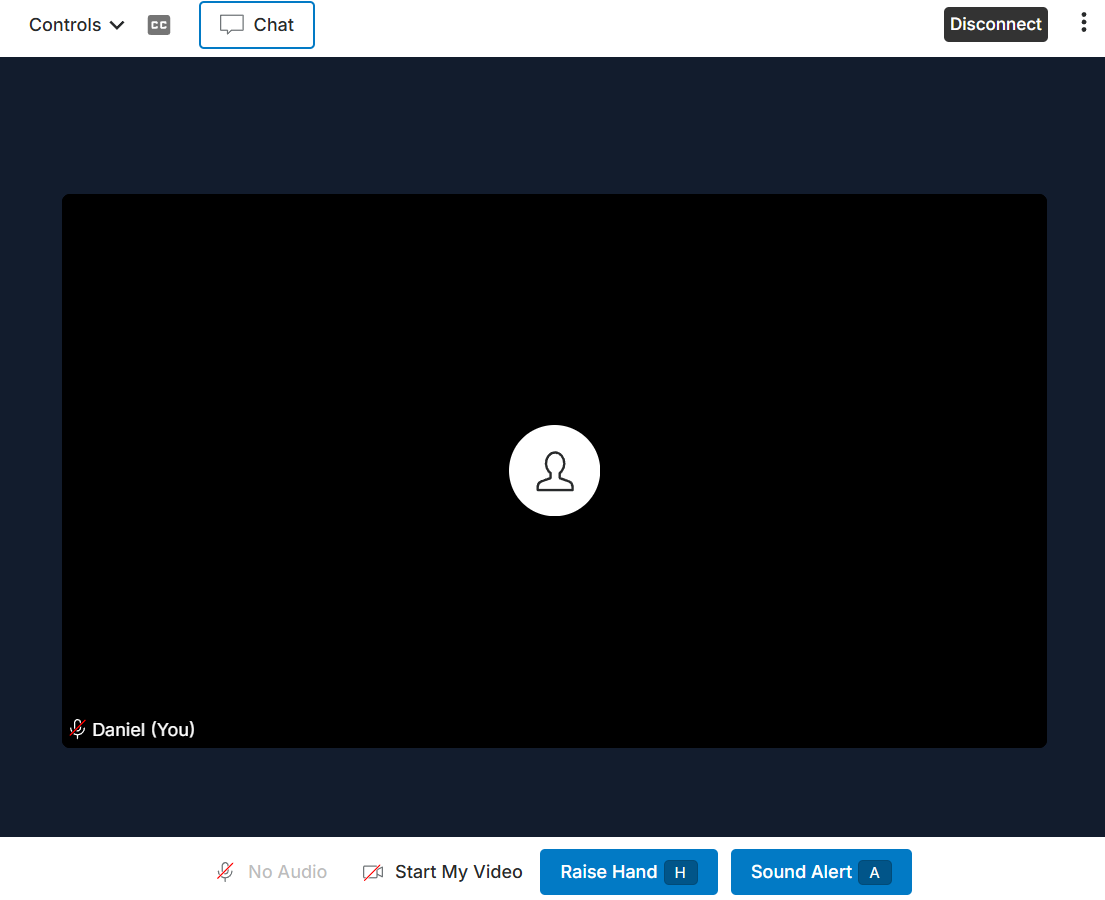 Controls CC Chat Disconnect
Daniel (You)
No Audio Start My Video Raise Hand H Sound Alert A